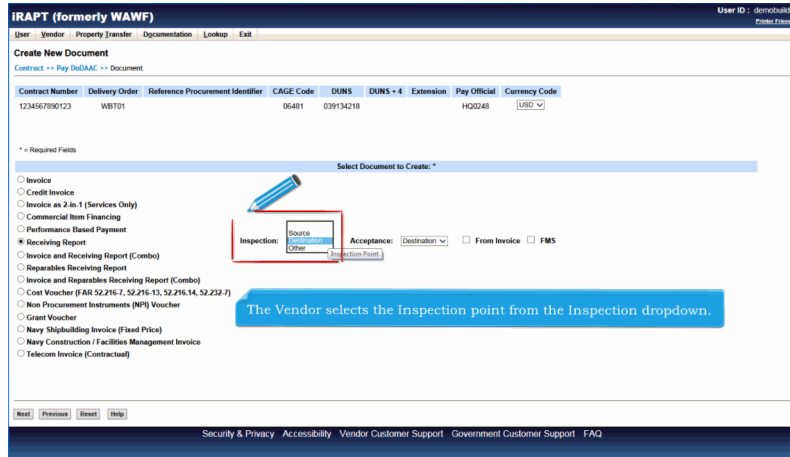 iRAPT (formerly WAWF)
User ID : demobuild
Printer Frien
User Vendor Property Transfer Documentation Lookup Exit
Create New Document
Contract >> Pay DoDAAC >> Document
Contract Number Delivery Order Reference Procurement Identifier CAGE Code DUNS DUNS + 4 Extension Pay Official Currency Code
1234567890123 WBT01 06481 039134218 HQ0248 USD
* = Required Fields
Select Document to Create: *
Invoice
Credit Invoice
Invoice as 2-in-1 (Services Only)
Commercial Item Financing
Performance Based Payment
Receiving Report
Inspection:
Source
Destination
Other
Inspection Point
Acceptance: Destination From Invoice FMS
Invoice and Receiving Report (Combo)
Reparables Receiving Report
Invoice and Reparables Receiving Report (Combo)
Cost Voucher (FAR 52.216-7, 52.216-13, 52.216.14, 52.232-7)
Non Procurement Instruments (NPI) Voucher
Grant Voucher
Navy Shipbuilding Invoice (Fixed Price)
Navy Construction / Facilities Management Invoice
Telecom Invoice (Contractual)
The Vendor selects the Inspection point from the Inspection dropdown.
Next Previous Reset Help
Security & Privacy Accessibility Vendor Customer Support Government Customer Support FAQ